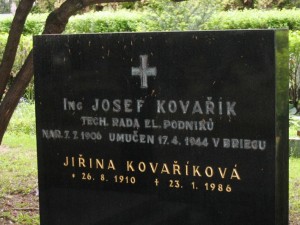 Ing JOSEF KOVAŘÍK
TECH. RADA EL. PODNIKŮ
NAR. 7. 7. 1906 UMUČEN 17. 4. 1944 V BRIEGU
JIŘINA KOVAŘÍKOVÁ
* 26. 8. 1910 † 23. 1. 1986